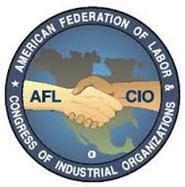 AMERICAN FEDERATION OF LABOR &
CONGRESS OF INDUSTRIAL ORGANIZATIONS
AFL CIO